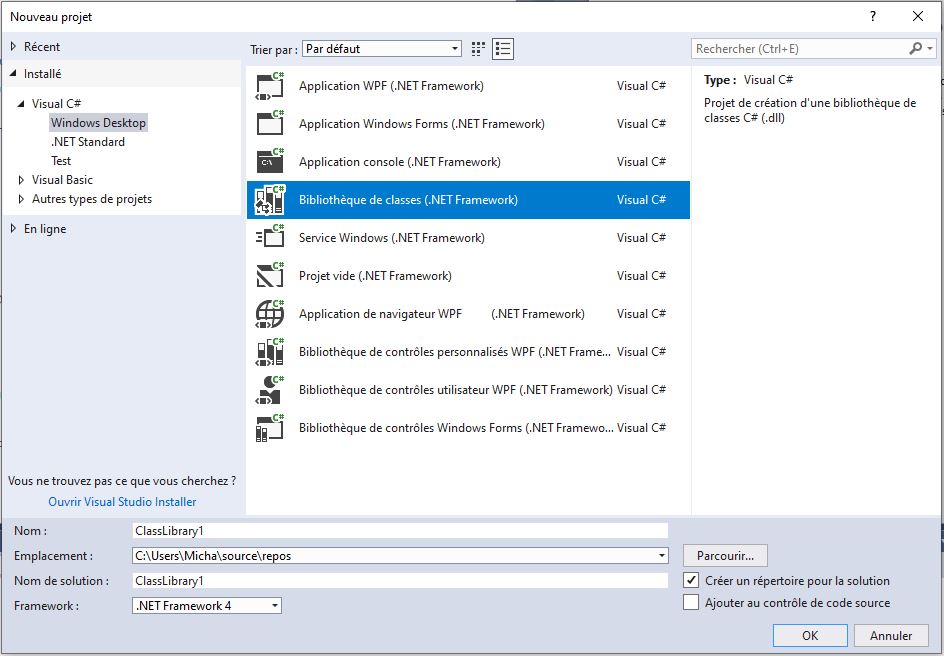 Nouveau projet
?
Récent
Installé
Visual C#
Windows Desktop
.NET Standard
Test
Visual Basic
Autres types de projets
En ligne
Vous ne trouvez pas ce que vous cherchez ?
Ouvrir Visual Studio Installer
Trier par : Par défaut
C# Application WPF (.NET Framework) Visual C#
C# Application Windows Forms (.NET Framework) Visual C#
C# C:\ Application console (.NET Framework) Visual C#
C# Bibliothèque de classes (.NET Framework) Visual C#
C# Service Windows (.NET Framework) Visual C#
C# Projet vide (.NET Framework) Visual C#
C# Application de navigateur WPF (.NET Framework) Visual C#
C# Bibliothèque de contrôles personnalisés WPF (.NET Frame... Visual C#
C# Bibliothèque de contrôles utilisateur WPF (.NET Framework) Visual C#
C# Bibliothèque de contrôles Windows Forms (.NET Framewo... Visual C#
Rechercher (Ctrl+E)
Type : Visual C#
Projet de création d'une bibliothèque de
classes C# (.dll)
Nom : ClassLibrary1
Emplacement : C:\Users\Micha\source\repos Parcourir...
Nom de solution : ClassLibrary1 Créer un répertoire pour la solution
Framework : .NET Framework 4 Ajouter au contrôle de code source
OK Annuler